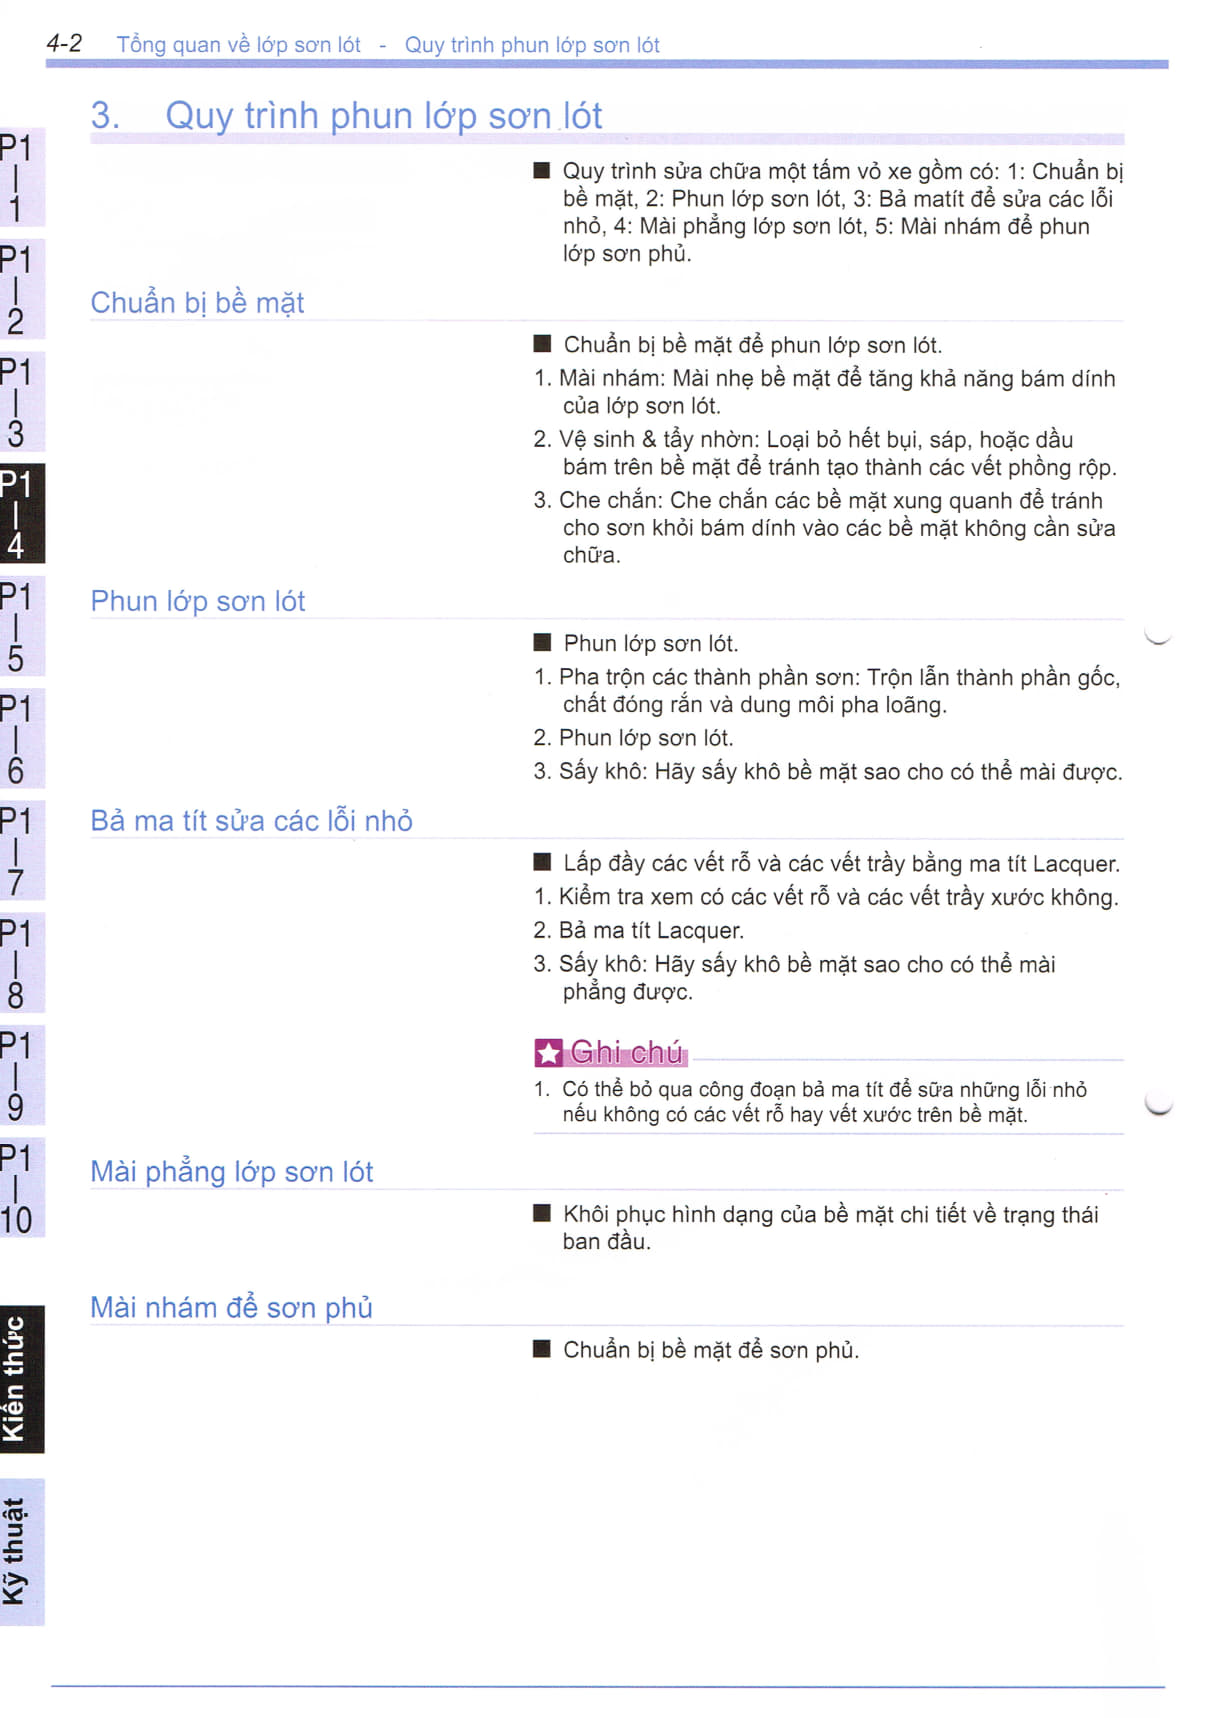 4-2 Tổng quan về lớp sơn lót - Quy trình phun lớp sơn lót
3. Quy trình phun lớp sơn lót
■ Quy trình sửa chữa một tấm vỏ xe gồm có: 1: Chuẩn bị
bề mặt, 2: Phun lớp sơn lót, 3: Bả matít để sửa các lỗi
nhỏ, 4: Mài phẳng lớp sơn lót, 5: Mài nhám để phun
lớp sơn phủ.
Chuẩn bị bề mặt
■ Chuẩn bị bề mặt để phun lớp sơn lót.
1. Mài nhám: Mài nhẹ bề mặt để tăng khả năng bám dính
của lớp sơn lót.
2. Vệ sinh & tẩy nhờn: Loại bỏ hết bụi, sáp, hoặc dầu
bám trên bề mặt để tránh tạo thành các vết phồng rộp.
3. Che chắn: Che chắn các bề mặt xung quanh để tránh
cho sơn khỏi bám dính vào các bề mặt không cần sửa
chữa.
Phun lớp sơn lót
■ Phun lớp sơn lót.
1. Pha trộn các thành phần sơn: Trộn lẫn thành phần gốc,
chất đóng rắn và dung môi pha loãng.
2. Phun lớp sơn lót.
3. Sấy khô: Hãy sấy khô bề mặt sao cho có thể mài được.
Bả ma tít sửa các lỗi nhỏ
■ Lấp đầy các vết rỗ và các vết trầy bằng ma tít Lacquer.
1. Kiểm tra xem có các vết rỗ và các vết trầy xước không.
2. Bả ma tít Lacquer.
3. Sấy khô: Hãy sấy khô bề mặt sao cho có thể mài
phẳng được.
Ghi chú
1. Có thể bỏ qua công đoạn bả ma tít để sữa những lỗi nhỏ
nếu không có các vết rỗ hay vết xước trên bề mặt.
Mài phẳng lớp sơn lót
■ Khôi phục hình dạng của bề mặt chi tiết về trạng thái
ban đầu.
Mài nhám để sơn phủ
■ Chuẩn bị bề mặt để sơn phủ.
P1
1
P1
2
P1
3
P1
4
P1
5
P1
6
P1
7
P1
8
P1
9
P1
10
Kiến thức
Kỹ thuật